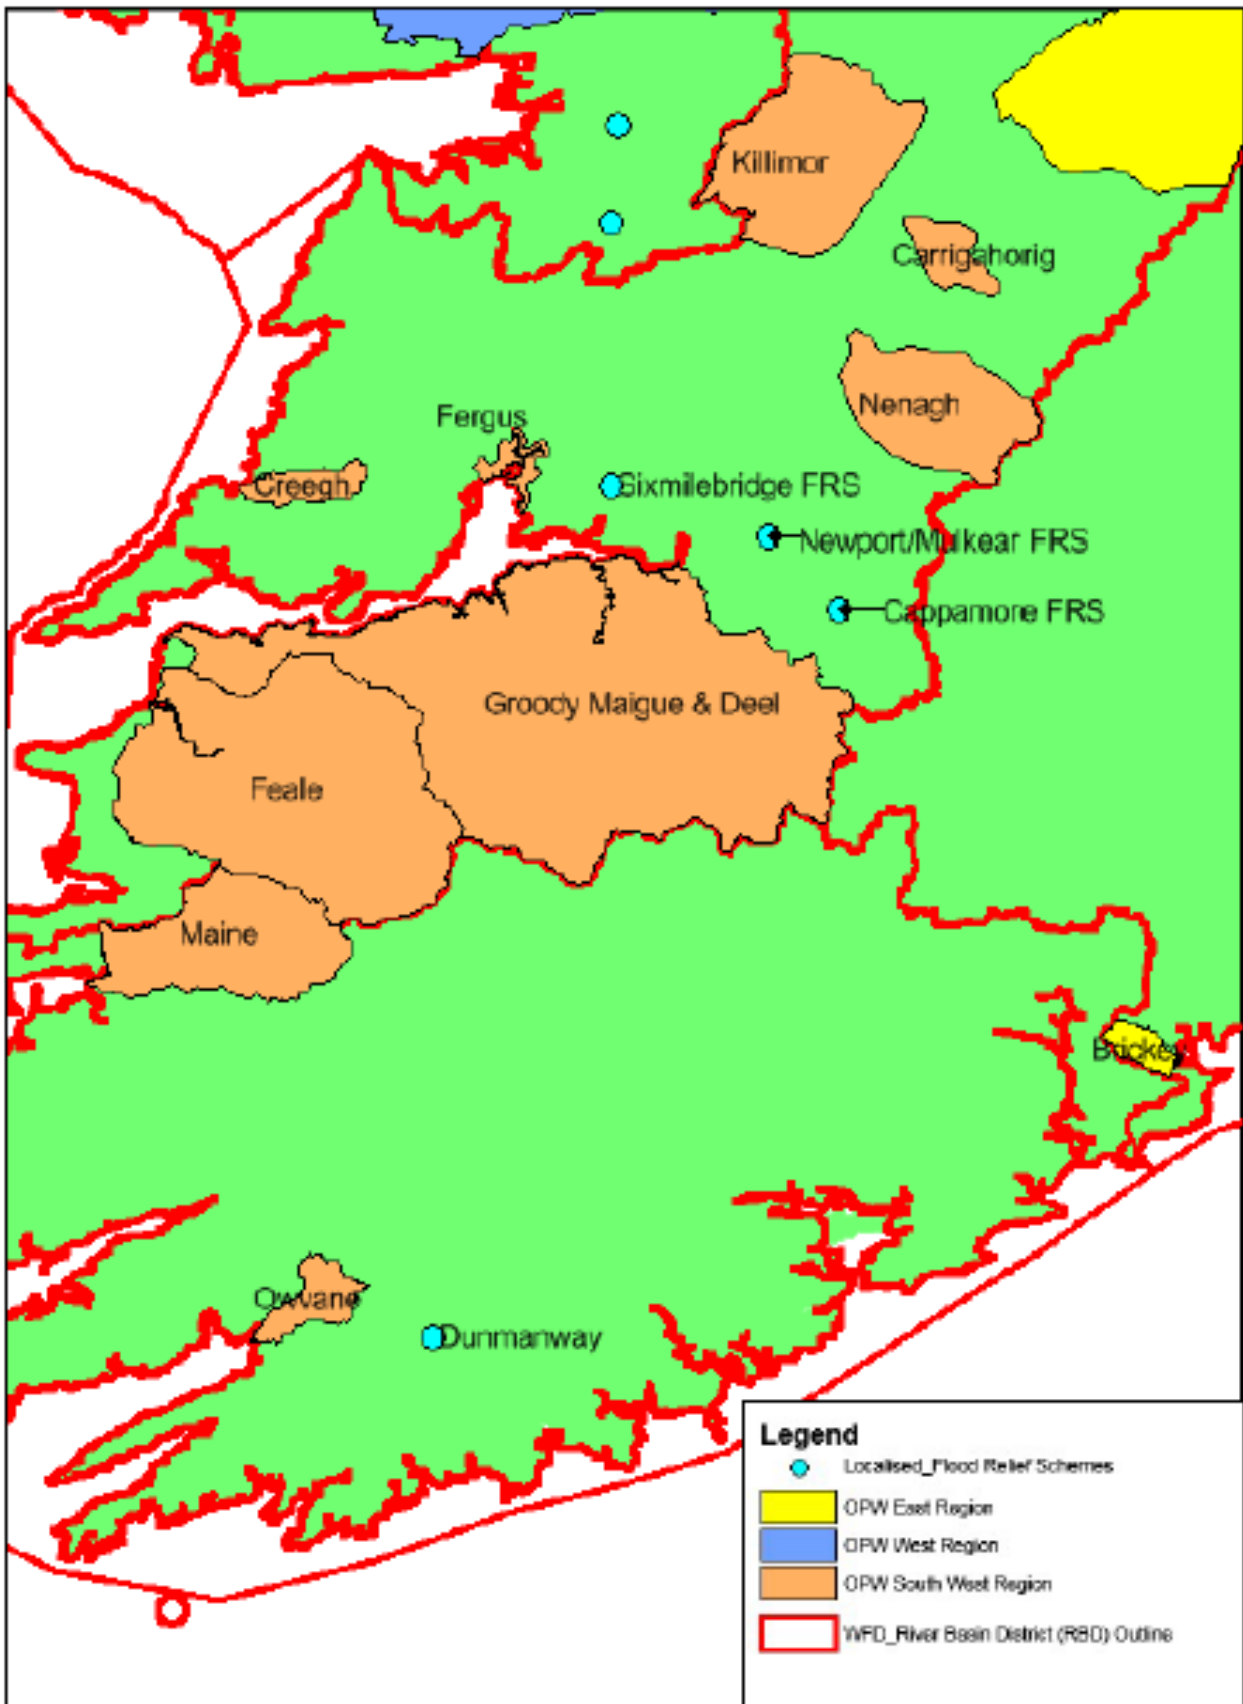 Killimor
Carrigahorig
Nenagh
Fergus
Creegh
Sixmilebridge FRS
Newport/Mulkear FRS
Cappamore FRS
Groody Maigue & Deel
Feale
Maine
Brickey
Owvane
Dunmanway
Legend
Localised_Flood Relief Schemes
OPW East Region
OPW West Region
OPW South West Region
WFD_River Basin District (RBD) Outline